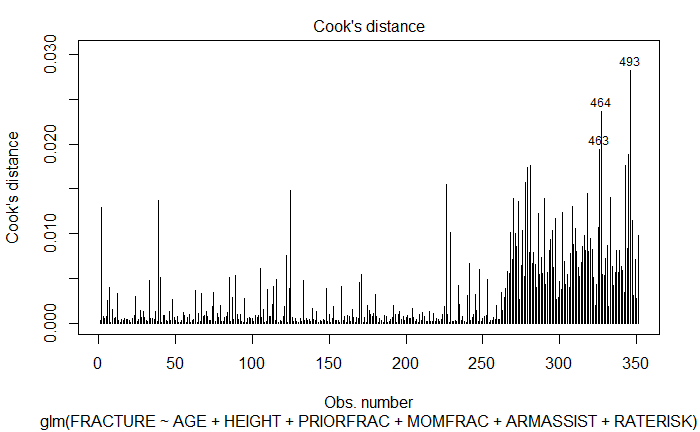 Cook's distance
0.030
0.020
0.010
0.000
Cook's distance
493
464
463
0 50 100 150 200 250 300 350
Obs. number
glm(FRACTURE ~ AGE + HEIGHT + PRIORFRAC + MOMFRAC + ARMASSIST + RATERISK)